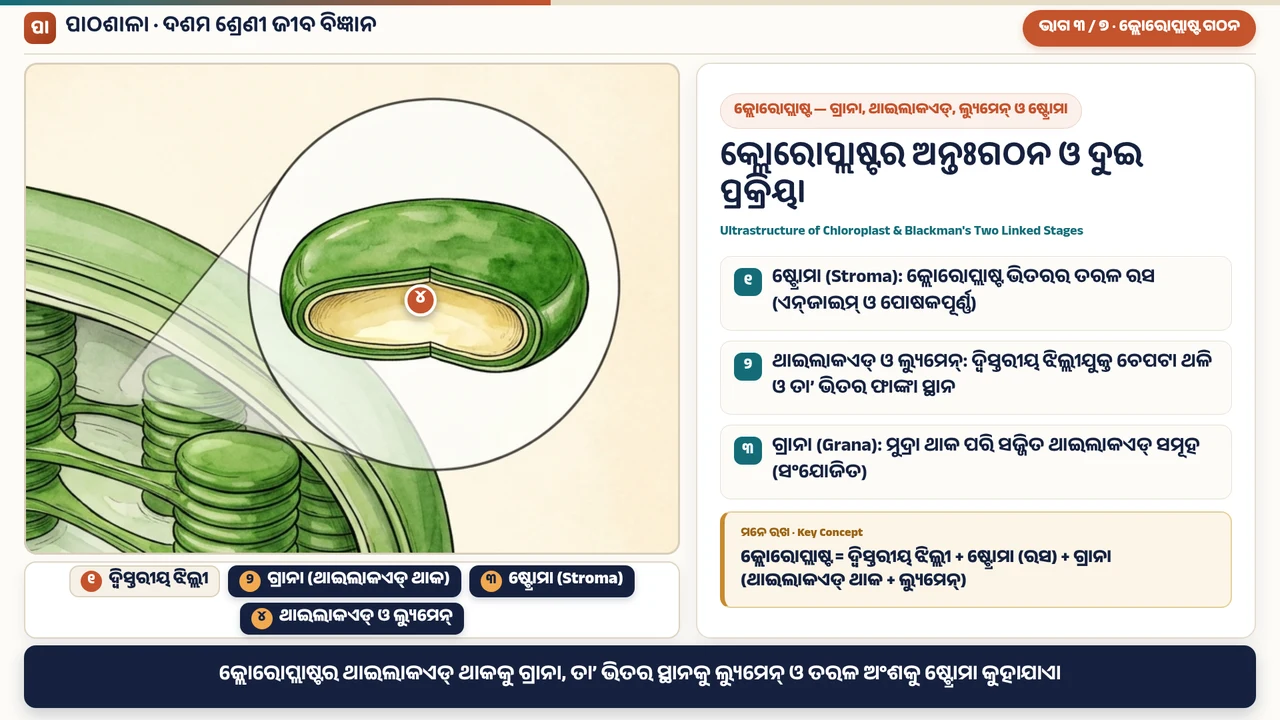 ପା ପାଠଶାଳା · ଦଶମ ଶ୍ରେଣୀ ଜୀବ ବିଜ୍ଞାନ
ଭାଗ ୩ / ୭ · କ୍ଲୋରୋପ୍ଲାଷ୍ଟ ଗଠନ
୪
୧ ଦ୍ୱିସ୍ତରୀୟ ଝିଲ୍ଲୀ
୨ ଗ୍ରାନା (ଥାଇଲାକଏଡ୍ ଥାକ)
୩ ଷ୍ଟ୍ରୋମା (Stroma)
୪ ଥାଇଲାକଏଡ୍ ଓ ଲ୍ୟୁମେନ୍
କ୍ଲୋରୋପ୍ଲାଷ୍ଟ — ଗ୍ରାନା, ଥାଇଲାକଏଡ୍, ଲ୍ୟୁମେନ୍ ଓ ଷ୍ଟ୍ରୋମା
କ୍ଲୋରୋପ୍ଲାଷ୍ଟର ଅନ୍ତଃଗଠନ ଓ ଦୁଇ
ପ୍ରକ୍ରିୟା
Ultrastructure of Chloroplast & Blackman's Two Linked Stages
୧ ଷ୍ଟ୍ରୋମା (Stroma): କ୍ଲୋରୋପ୍ଲାଷ୍ଟ ଭିତରର ତରଳ ରସ
(ଏନ୍‌ଜାଇମ୍ ଓ ପୋଷକପୂର୍ଣ୍ଣ)
୨ ଥାଇଲାକଏଡ୍ ଓ ଲ୍ୟୁମେନ୍: ଦ୍ୱିସ୍ତରୀୟ ଝିଲ୍ଲୀଯୁକ୍ତ ଚେପଟା ଥଳି
ଓ ତା’ ଭିତର ଫାଙ୍କା ସ୍ଥାନ
୩ ଗ୍ରାନା (Grana): ମୁଦ୍ରା ଥାକ ପରି ସଜ୍ଜିତ ଥାଇଲାକଏଡ୍ ସମୂହ
(ସଂଯୋଜିତ)
ମନେ ରଖ · Key Concept
କ୍ଲୋରୋପ୍ଲାଷ୍ଟ = ଦ୍ୱିସ୍ତରୀୟ ଝିଲ୍ଲୀ + ଷ୍ଟ୍ରୋମା (ରସ) + ଗ୍ରାନା
(ଥାଇଲାକଏଡ୍ ଥାକ + ଲ୍ୟୁମେନ୍)
କ୍ଲୋରୋପ୍ଲାଷ୍ଟର ଥାଇଲାକଏଡ୍ ଥାକକୁ ଗ୍ରାନା, ତା’ ଭିତର ସ୍ଥାନକୁ ଲ୍ୟୁମେନ୍ ଓ ତରଳ ଅଂଶକୁ ଷ୍ଟ୍ରୋମା କୁହାଯାଏ।